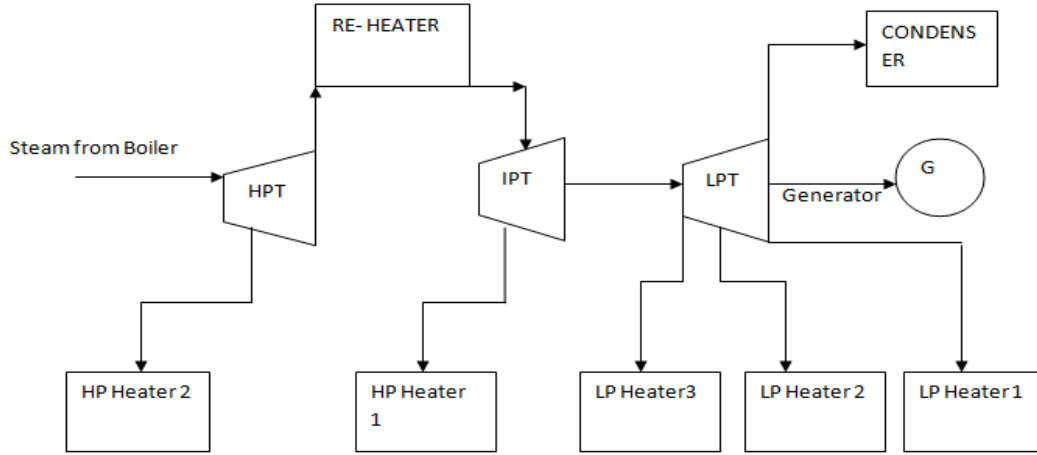 RE- HEATER
CONDENS
ER
Steam from Boiler
HPT
IPT
LPT
G
Generator
HP Heater 2
HP Heater
1
LP Heater3
LP Heater 2
LP Heater 1